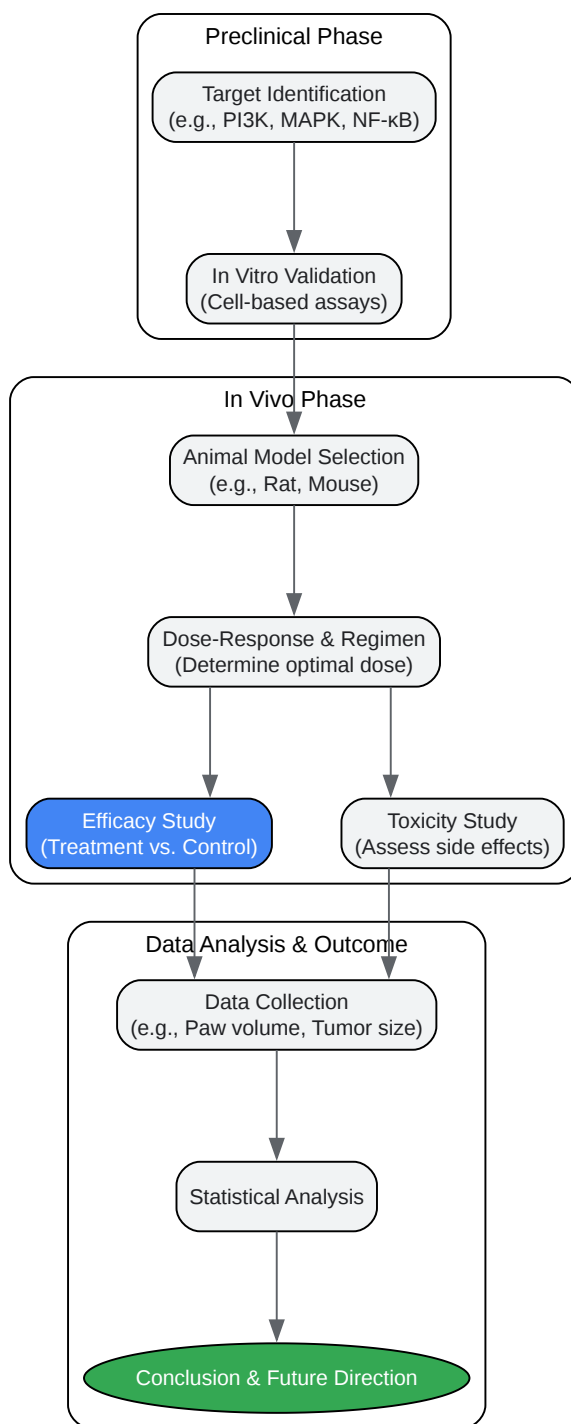 Preclinical Phase
Target Identification
(e.g., PI3K, MAPK, NF-κB)
In Vitro Validation
(Cell-based assays)
In Vivo Phase
Animal Model Selection
(e.g., Rat, Mouse)
Dose-Response & Regimen
(Determine optimal dose)
Efficacy Study
(Treatment vs. Control)
Toxicity Study
(Assess side effects)
Data Analysis & Outcome
Data Collection
(e.g., Paw volume, Tumor size)
Statistical Analysis
Conclusion & Future Direction